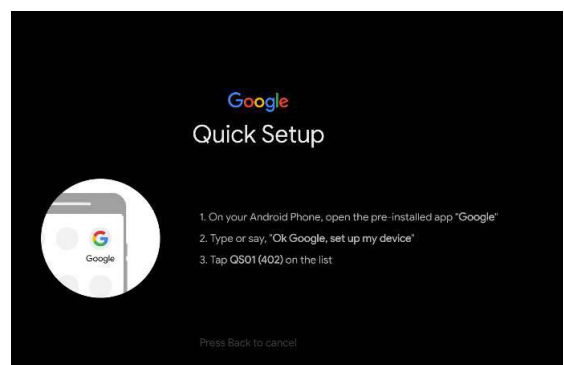 Google
Quick Setup
1. On your Android Phone, open the pre-installed app "Google"
2. Type or say, "Ok Google, set up my device"
3. Tap QS01 (402) on the list
G
Google
Press Back to cancel